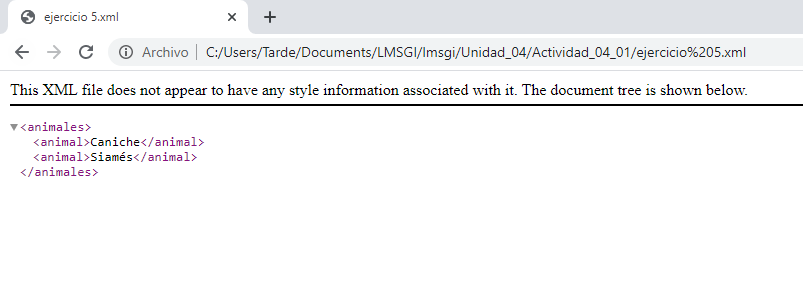 ejercicio 5.xml
Archivo C:/Users/Tarde/Documents/LMSGI/lmsgi/Unidad_04/Actividad_04_01/ejercicio%205.xml
This XML file does not appear to have any style information associated with it. The document tree is shown below.
<animales>
<animal>Caniche</animal>
<animal>Siamés</animal>
</animales>